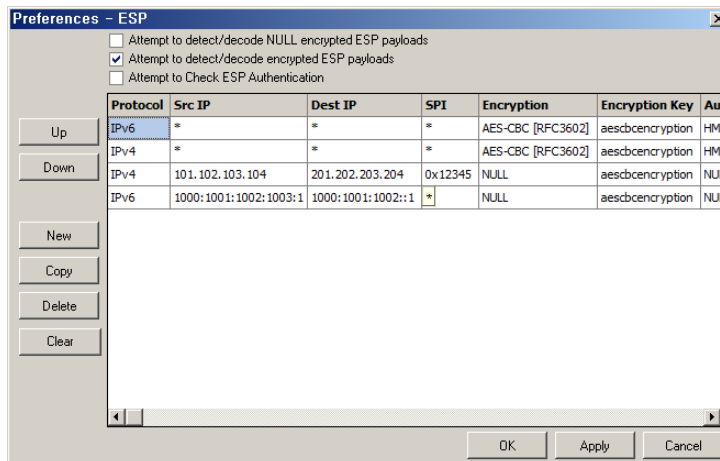 Preferences - ESP
Attempt to detect/decode NULL encrypted ESP payloads
Attempt to detect/decode encrypted ESP payloads
Attempt to Check ESP Authentication
Protocol Src IP Dest IP SPI Encryption Encryption Key Au
IPv6 * * * AES-CBC [RFC3602] aescbcencryption HM
IPv4 * * * AES-CBC [RFC3602] aescbcencryption HM
IPv4 101.102.103.104 201.202.203.204 0x12345 NULL aescbcencryption NU
IPv6 1000:1001:1002:1003:1 1000:1001:1002::1 * NULL aescbcencryption NU
Up
Down
New
Copy
Delete
Clear
OK Apply Cancel